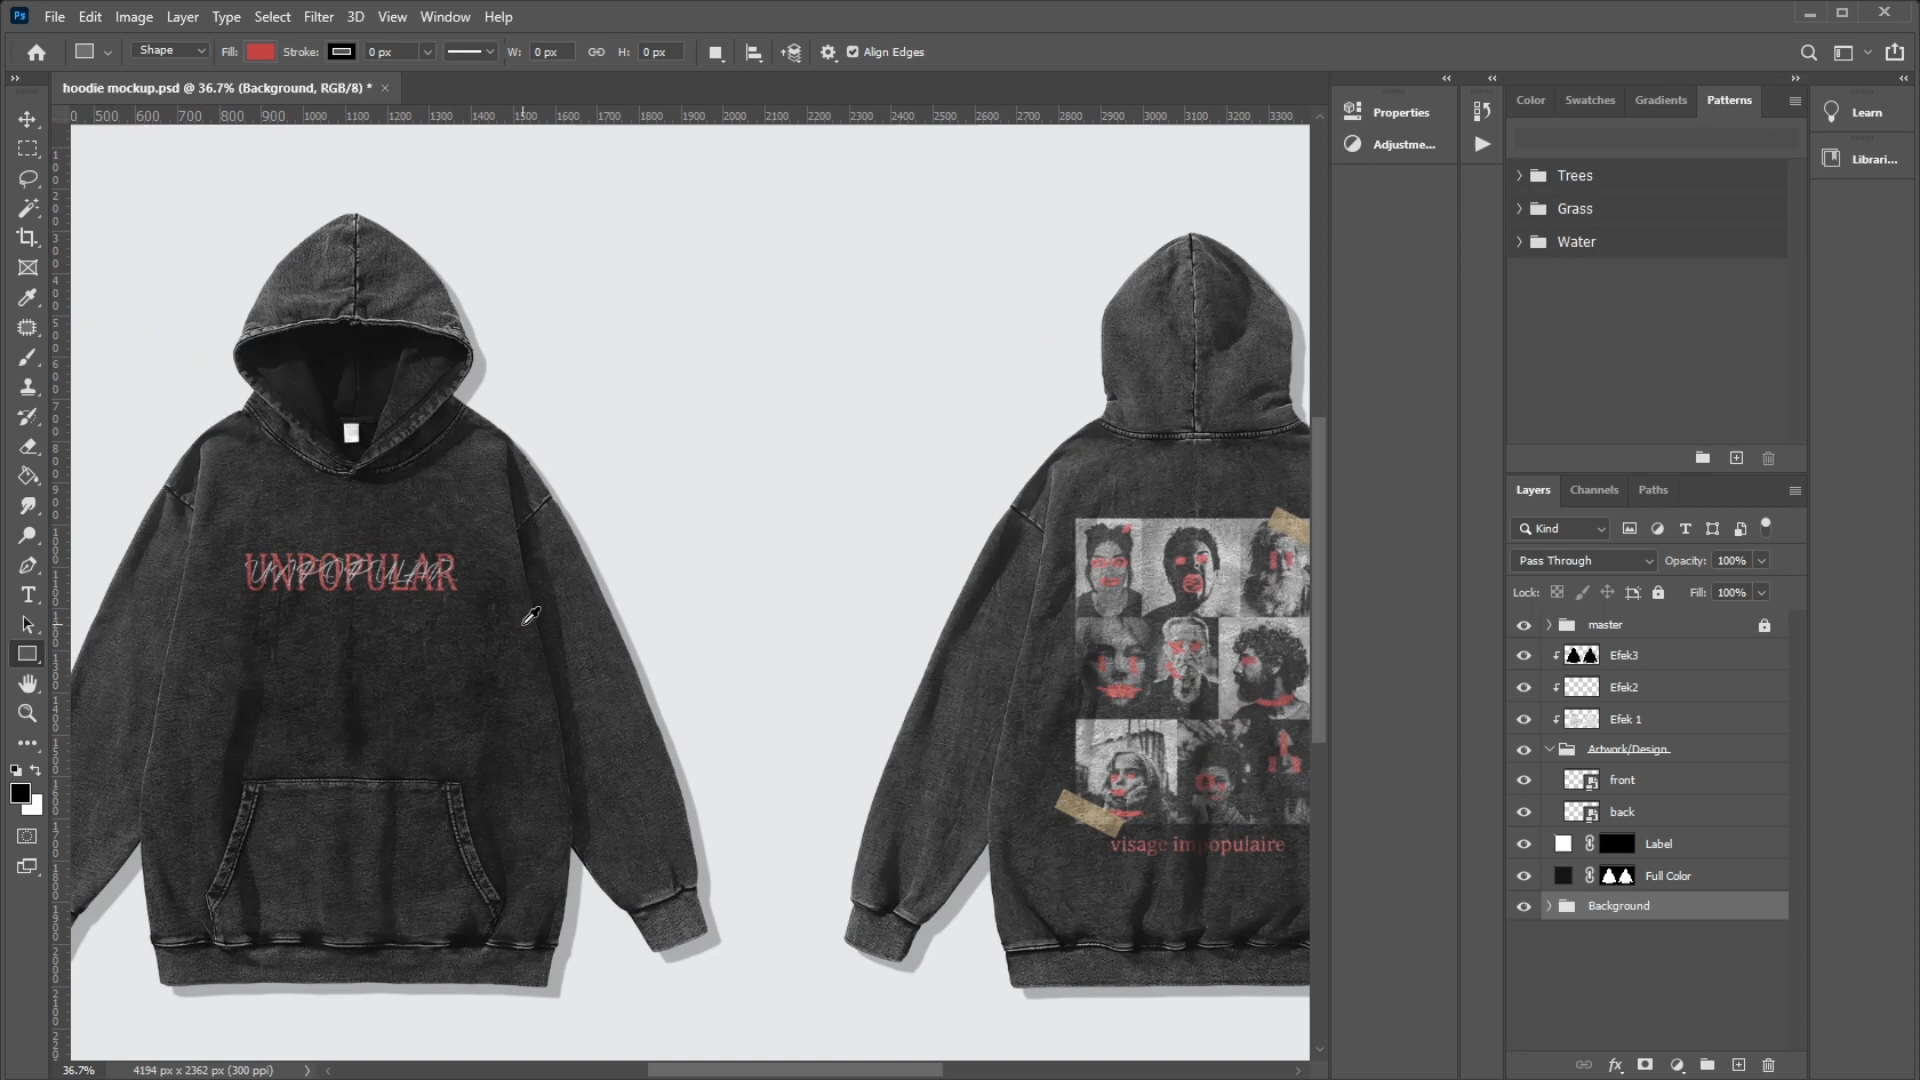 Ps File Edit Image Layer Type Select Filter 3D View Window Help
Shape Fill: Stroke: 0 px W: 0 px H: 0 px Align Edges
hoodie mockup.psd @ 36.7% (Background, RGB/8) * ×
0 500 600 700 800 900 1000 1100 1200 1300 1400 1500 1600 1700 1800 1900 2000 2100 2200 2300 2400 2500 2600 2700 2800 2900 3000 3100 3200 3300
Properties
Adjustme...
Color Swatches Gradients Patterns
Trees
Grass
Water
Learn
Librari...
UNPOPULAR
UNPOPULAR
visage impopulaire
Layers Channels Paths
Kind
Pass Through Opacity: 100%
Lock: Fill: 100%
master
Efek3
Efek2
Efek 1
Artwork/Design
front
back
Label
Full Color
Background
fx
36.7% 4194 px x 2362 px (300 ppi)